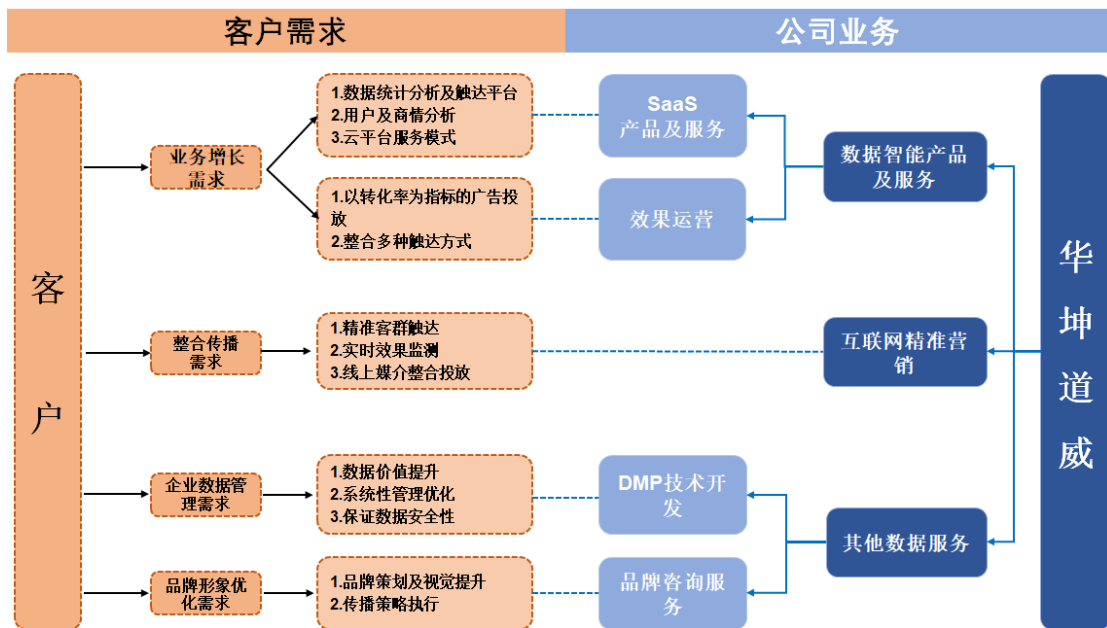 客户需求
公司业务
客
户
业务增长
需求
1.数据统计分析及触达平台
2.用户及商情分析
3.云平台服务模式
1.以转化率为指标的广告投
放
2.整合多种触达方式
SaaS
产品及服务
效果运营
数据智能产品
及服务
整合传播
需求
1.精准客群触达
2.实时效果监测
3.线上媒介整合投放
互联网精准营
销
企业数据管
理需求
1.数据价值提升
2.系统性管理优化
3.保证数据安全性
DMP技术开
发
品牌形象优
化需求
1.品牌策划及视觉提升
2.传播策略执行
品牌咨询服
务
其他数据服务
华
坤
道
威